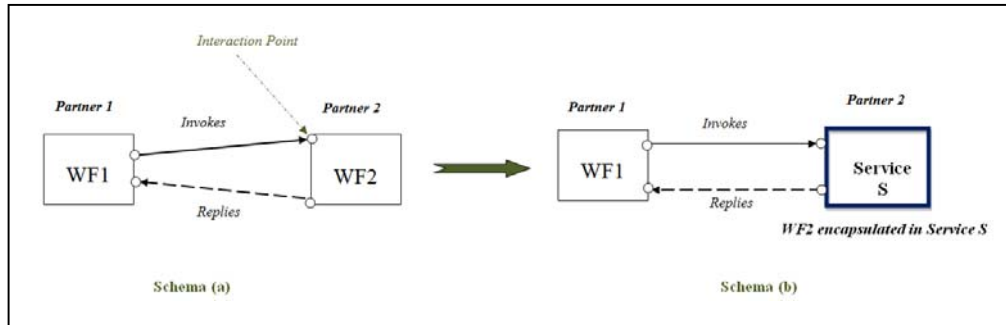 Interaction Point
Partner 1
Partner 2
Invokes
WF1
WF2
Replies
Schema (a)
Partner 1
Partner 2
Invokes
WF1
Service
S
Replies
WF2 encapsulated in Service S
Schema (b)